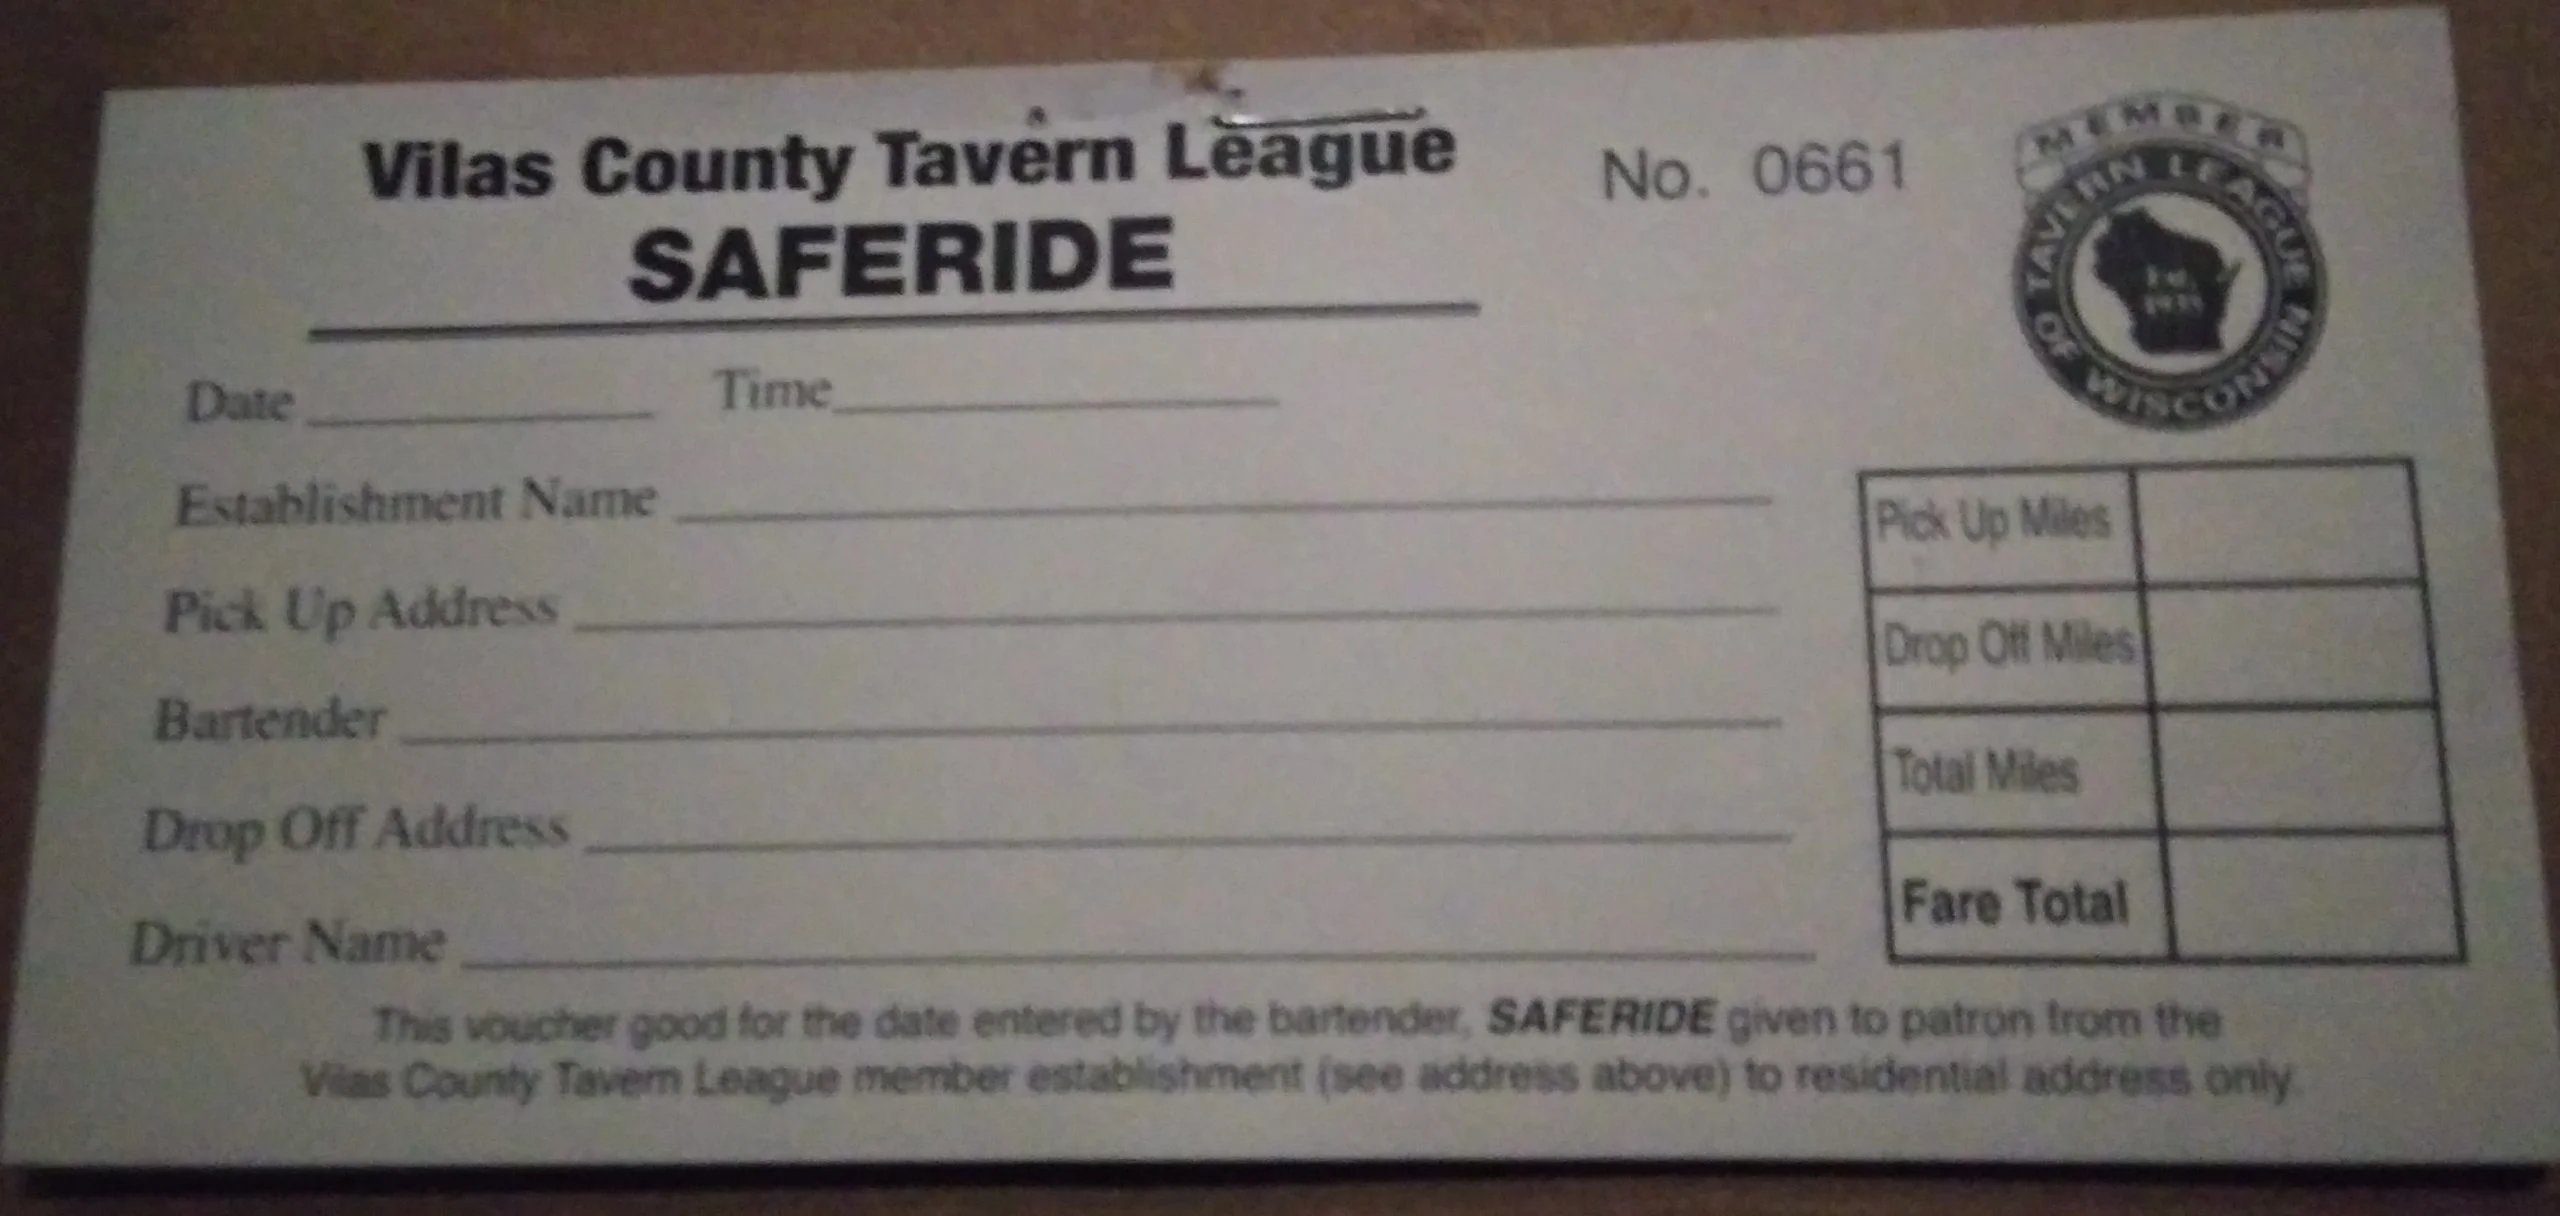 Vilas County Tavern League
SAFERIDE
No. 0661
MEMBER
TAVERN LEAGUE OF WISCONSIN
Est.
Date
Time
Establishment Name
Pick Up Address
Bartender
Drop Off Address
Driver Name
Pick Up Miles
Drop Off Miles
Total Miles
Fare Total
This voucher good for the date entered by the bartender, SAFERIDE given to patron from the
Vilas County Tavern League member establishment (see address above) to residential address only.